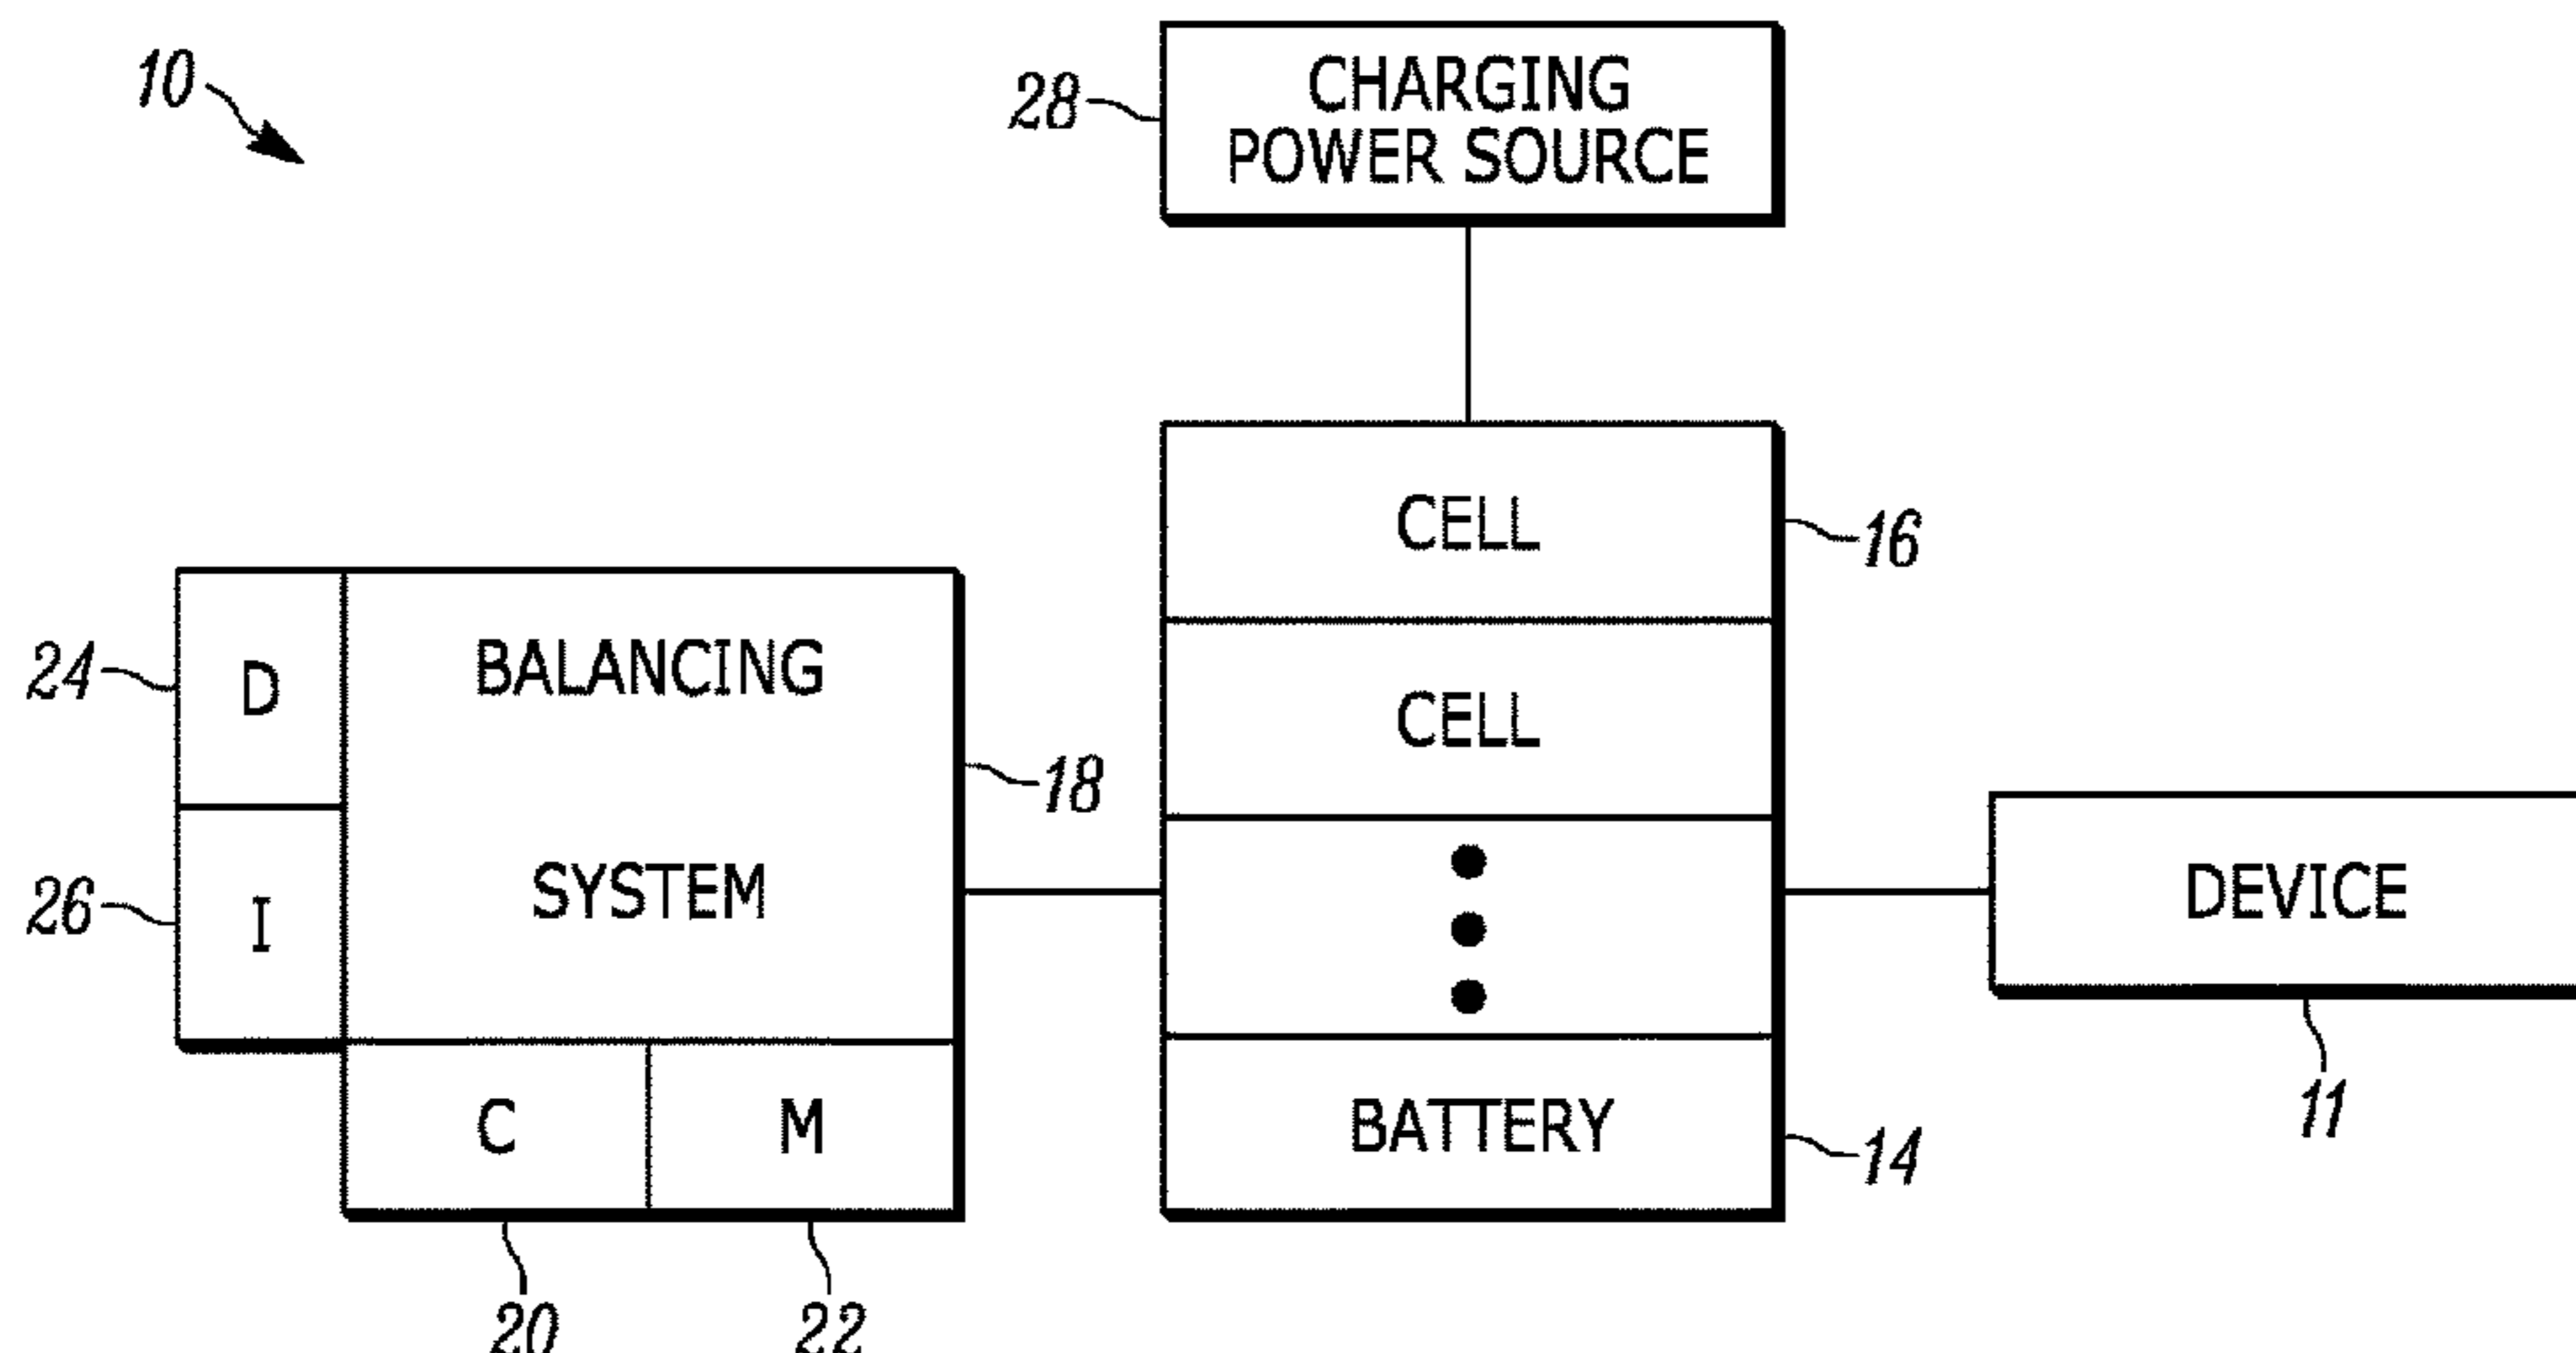 10
28
CHARGING
POWER SOURCE
CELL
16
24
D
BALANCING
CELL
18
26
I
SYSTEM
DEVICE
C
M
BATTERY
14
11
20
22